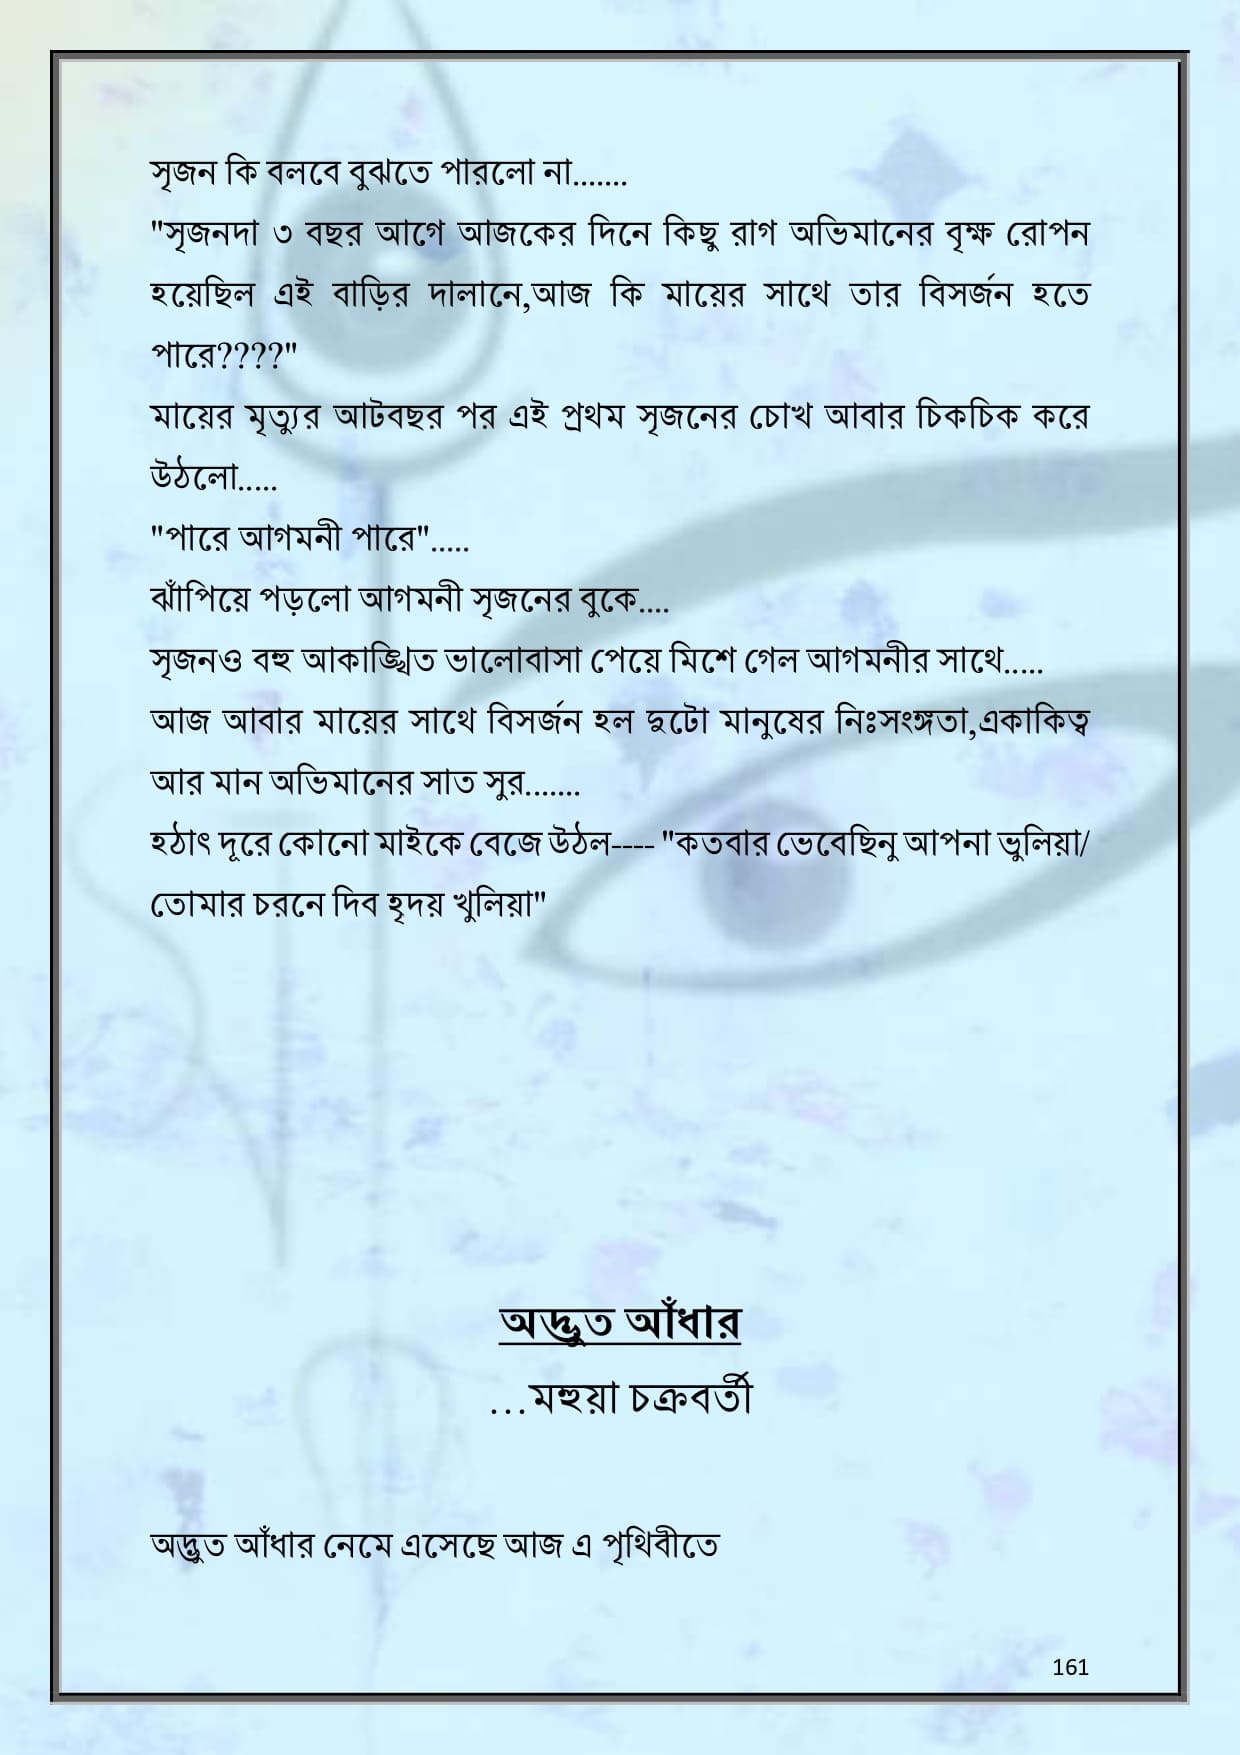 সৃজন কি বলবে বুঝতে পারলো না.......
"সৃজনদা ৩ বছর আগে আজকের দিনে কিছু রাগ অভিমানের বৃক্ষ রোপন
হয়েছিল এই বাড়ির দালানে,আজ কি মায়ের সাথে তার বিসর্জন হতে
পারে????"
মায়ের মৃত্যুর আটবছর পর এই প্রথম সৃজনের চোখ আবার চিকচিক করে
উঠলো.....
"পারে আগমনী পারে".....
ঝাঁপিয়ে পড়লো আগমনী সৃজনের বুকে....
সৃজনও বহু আকাঙ্খিত ভালোবাসা পেয়ে মিশে গেল আগমনীর সাথে.....
আজ আবার মায়ের সাথে বিসর্জন হল দুটো মানুষের নিঃসংঙ্গতা,একাকিত্ব
আর মান অভিমানের সাত সুর.......
হঠাৎ দূরে কোনো মাইকে বেজে উঠল---- "কতবার ভেবেছিনু আপনা ভুলিয়া/
তোমার চরনে দিব হৃদয় খুলিয়া"
অদ্ভুত আঁধার
...মহুয়া চক্রবর্তী
অদ্ভুত আঁধার নেমে এসেছে আজ এ পৃথিবীতে
161